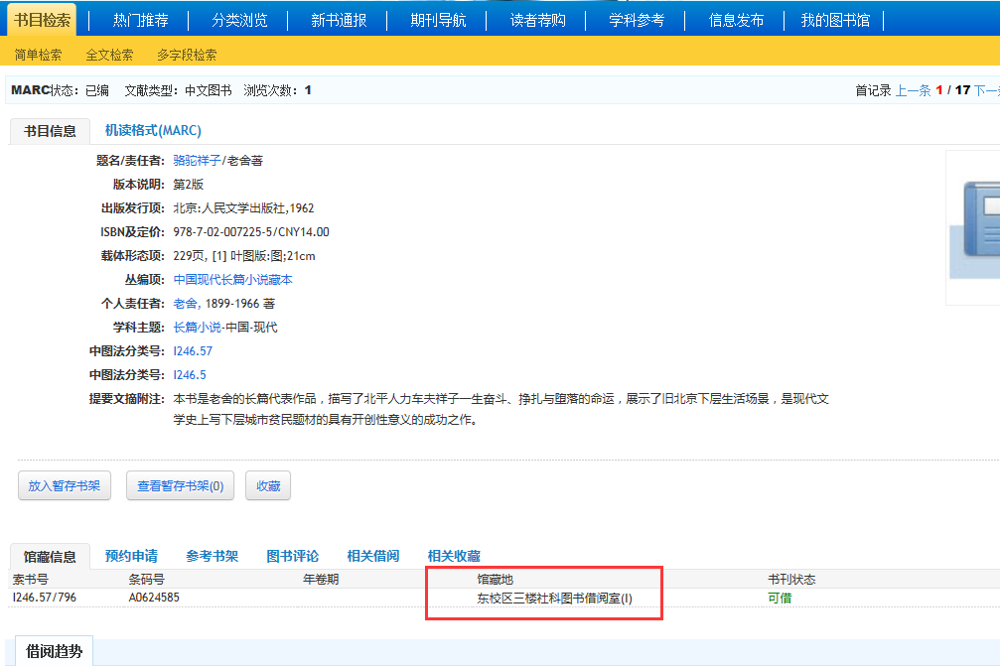 书目检索 热门推荐 分类浏览 新书通报 期刊导航 读者荐购 学科参考 信息发布 我的图书馆
简单检索 全文检索 多字段检索
MARC状态：已编 文献类型：中文图书 浏览次数：1 首记录 上一条 1 / 17 下一
书目信息 机读格式(MARC)
题名/责任者: 骆驼祥子/老舍著
版本说明: 第2版
出版发行项: 北京:人民文学出版社,1962
ISBN及定价: 978-7-02-007225-5/CNY14.00
载体形态项: 229页, [1] 叶图版:图;21cm
丛编项: 中国现代长篇小说藏本
个人责任者: 老舍, 1899-1966 著
学科主题: 长篇小说-中国-现代
中图法分类号: I246.57
中图法分类号: I246.5
提要文摘附注: 本书是老舍的长篇代表作品，描写了北平人力车夫祥子一生奋斗、挣扎与堕落的命运，展示了旧北京下层生活场景，是现代文
学史上写下层城市贫民题材的具有开创性意义的成功之作。
放入暂存书架 查看暂存书架(0) 收藏
馆藏信息 预约申请 参考书架 图书评论 相关借阅 相关收藏
索书号 条码号 年卷期 馆藏地 书刊状态
I246.57/796 A0624585 东校区三楼社科图书借阅室(I) 可借
借阅趋势